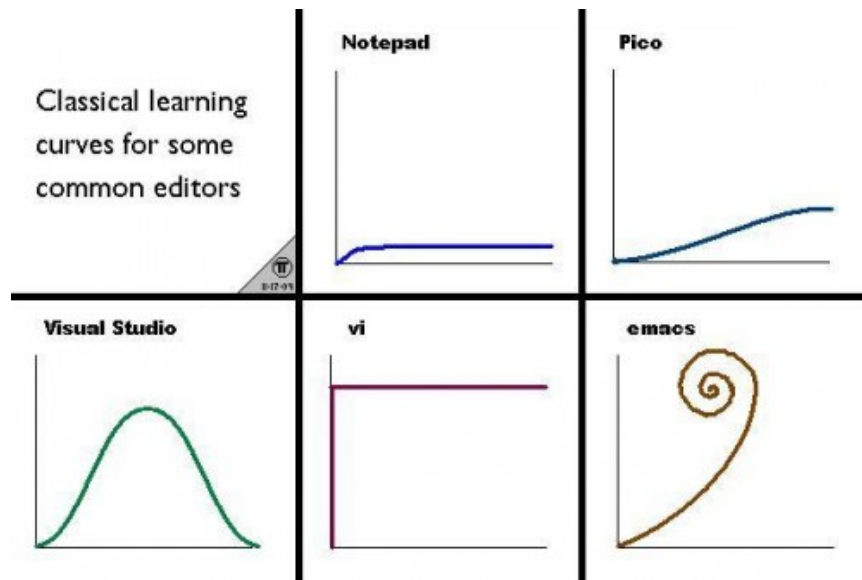 Classical learning
curves for some
common editors
Notepad
Pico
Visual Studio
vi
emacs